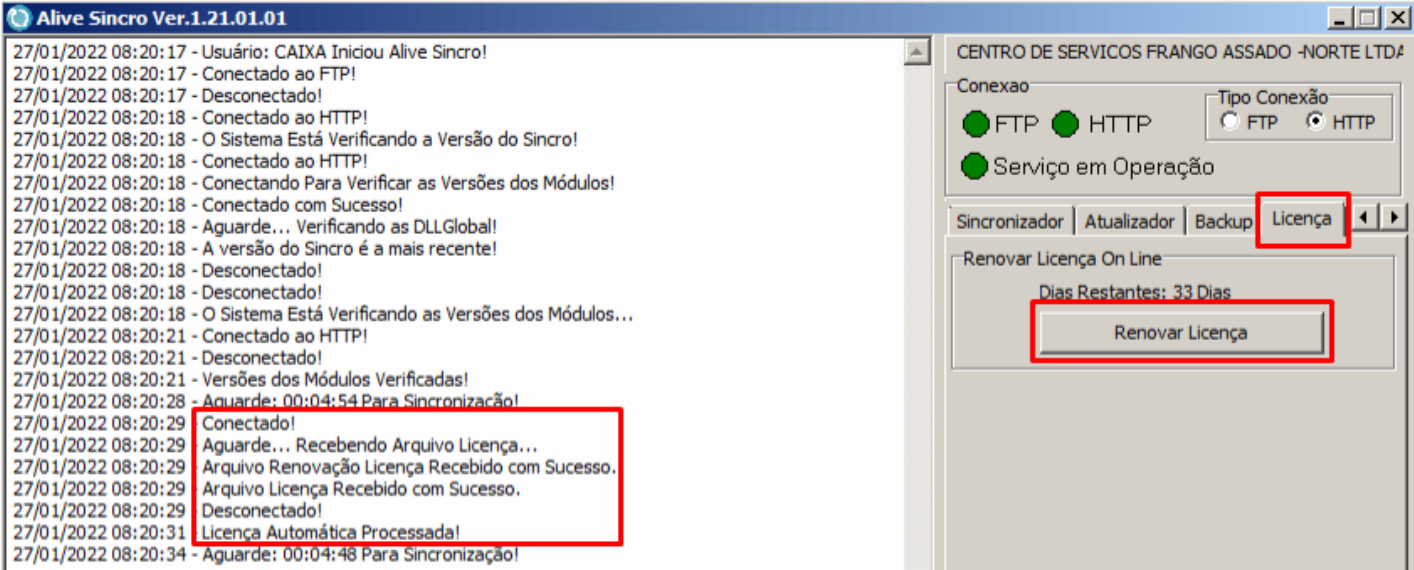 Alive Sincro Ver.1.21.01.01
27/01/2022 08:20:17 - Usuário: CAIXA Iniciou Alive Sincro!
27/01/2022 08:20:17 - Conectado ao FTP!
27/01/2022 08:20:17 - Desconectado!
27/01/2022 08:20:18 - Conectado ao HTTP!
27/01/2022 08:20:18 - O Sistema Está Verificando a Versão do Sincro!
27/01/2022 08:20:18 - Conectado ao HTTP!
27/01/2022 08:20:18 - Conectando Para Verificar as Versões dos Módulos!
27/01/2022 08:20:18 - Conectado com Sucesso!
27/01/2022 08:20:18 - Aguarde... Verificando as DLLGlobal!
27/01/2022 08:20:18 - A versão do Sincro é a mais recente!
27/01/2022 08:20:18 - Desconectado!
27/01/2022 08:20:18 - Desconectado!
27/01/2022 08:20:18 - O Sistema Está Verificando as Versões dos Módulos...
27/01/2022 08:20:21 - Conectado ao HTTP!
27/01/2022 08:20:21 - Desconectado!
27/01/2022 08:20:21 - Versões dos Módulos Verificadas!
27/01/2022 08:20:28 - Aguarde: 00:04:54 Para Sincronização!
27/01/2022 08:20:29 - Conectado!
27/01/2022 08:20:29 - Aguarde... Recebendo Arquivo Licença...
27/01/2022 08:20:29 - Arquivo Renovação Licença Recebido com Sucesso.
27/01/2022 08:20:29 - Arquivo Licença Recebido com Sucesso.
27/01/2022 08:20:29 - Desconectado!
27/01/2022 08:20:31 - Licença Automática Processada!
27/01/2022 08:20:34 - Aguarde: 00:04:48 Para Sincronização!
CENTRO DE SERVICOS FRANGO ASSADO -NORTE LTDA
Conexao
FTP HTTP
Tipo Conexão
FTP HTTP
Serviço em Operação
Sincronizador Atualizador Backup Licença
Renovar Licença On Line
Dias Restantes: 33 Dias
Renovar Licença